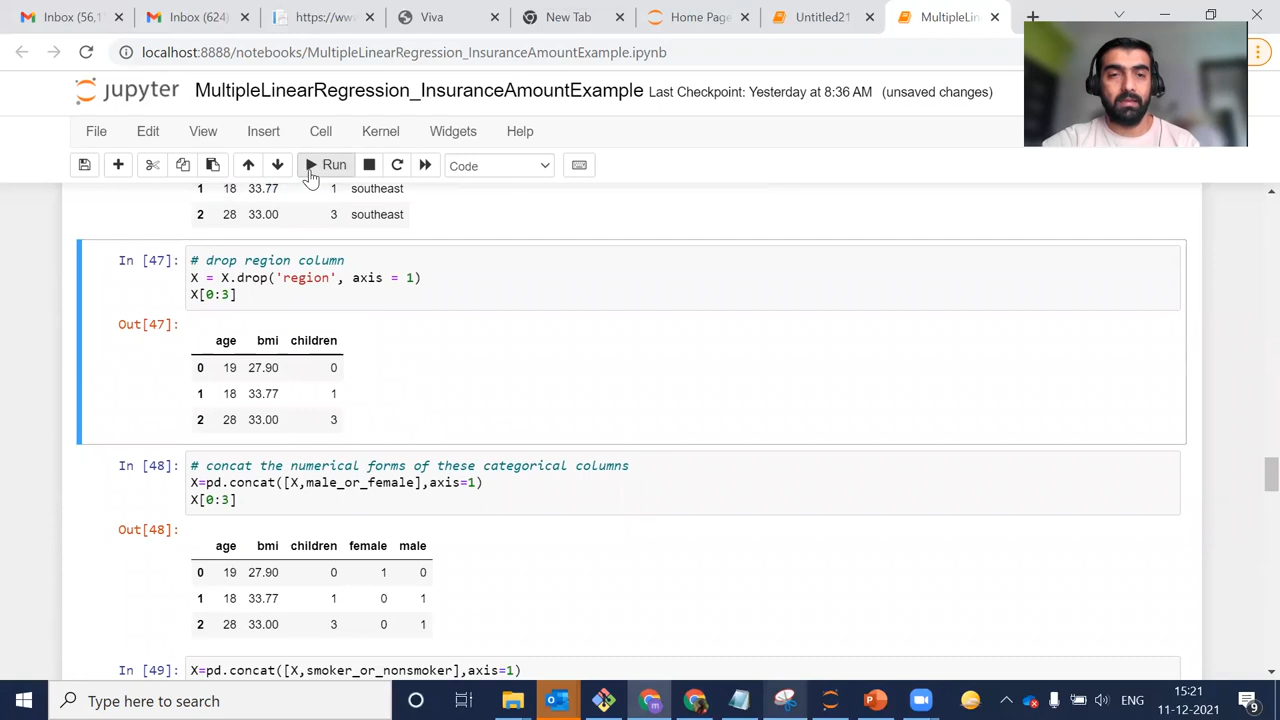 Inbox (56,1
Inbox (624)
https://ww
Viva
New Tab
Home Page
Untitled21
MultipleLin
localhost:8888/notebooks/MultipleLinearRegression_InsuranceAmountExample.ipynb
jupyter MultipleLinearRegression_InsuranceAmountExample Last Checkpoint: Yesterday at 8:36 AM (unsaved changes)
File Edit View Insert Cell Kernel Widgets Help
Run Code
1 18 33.77 1 southeast
2 28 33.00 3 southeast
In [47]: # drop region column
X = X.drop('region', axis = 1)
X[0:3]
Out[47]:
age bmi children
0 19 27.90 0
1 18 33.77 1
2 28 33.00 3
In [48]: # concat the numerical forms of these categorical columns
X=pd.concat([X,male_or_female],axis=1)
X[0:3]
Out[48]:
age bmi children female male
0 19 27.90 0 1 0
1 18 33.77 1 0 1
2 28 33.00 3 0 1
In [49]: X=pd.concat([X,smoker_or_nonsmoker],axis=1)
Type here to search
ENG
15:21
11-12-2021
9